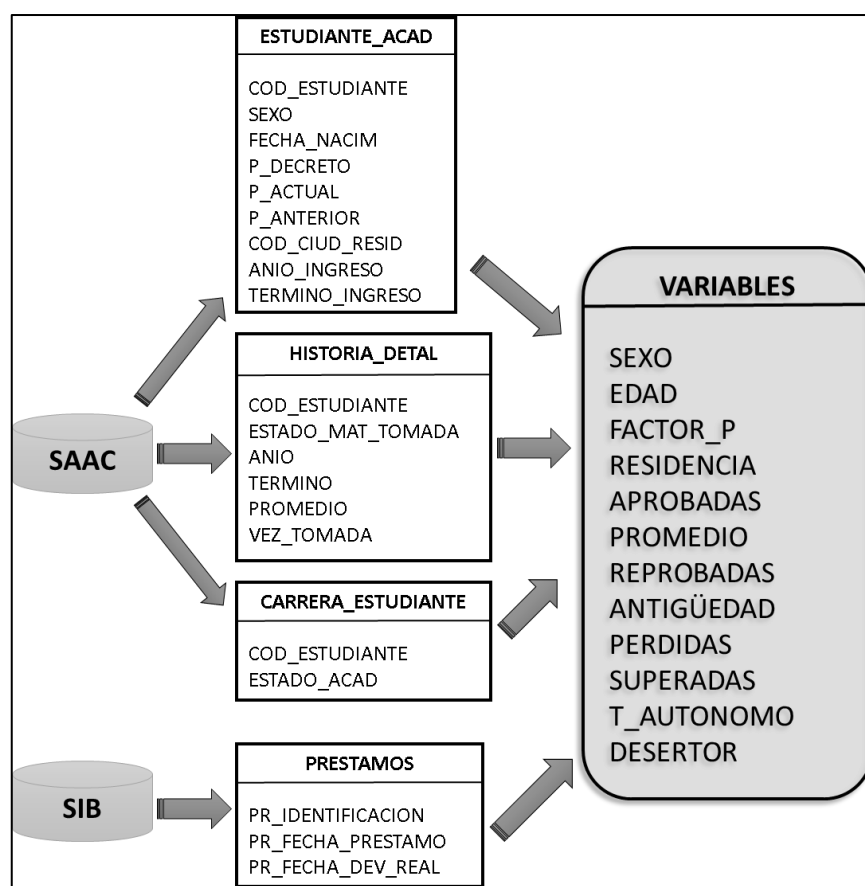 ESTUDIANTE_ACAD
COD_ESTUDIANTE
SEXO
FECHA_NACIM
P_DECRETO
P_ACTUAL
P_ANTERIOR
COD_CIUD_RESID
ANIO_INGRESO
TERMINO_INGRESO
SAAC
HISTORIA_DETAL
COD_ESTUDIANTE
ESTADO_MAT_TOMADA
ANIO
TERMINO
PROMEDIO
VEZ_TOMADA
CARRERA_ESTUDIANTE
COD_ESTUDIANTE
ESTADO_ACAD
SIB
PRESTAMOS
PR_IDENTIFICACION
PR_FECHA_PRESTAMO
PR_FECHA_DEV_REAL
VARIABLES
SEXO
EDAD
FACTOR_P
RESIDENCIA
APROBADAS
PROMEDIO
REPROBADAS
ANTIGÜEDAD
PERDIDAS
SUPERADAS
T_AUTONOMO
DESERTOR